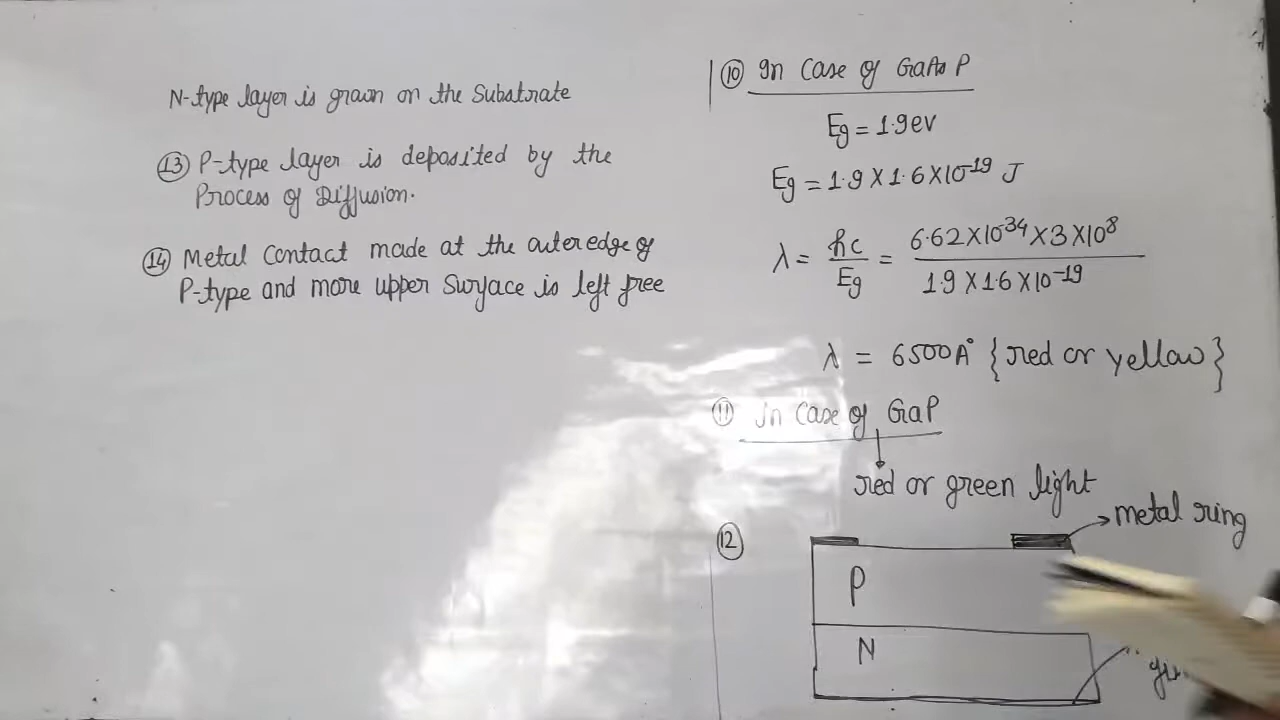 N-type layer is grown on the Substrate
⑬ P-type layer is deposited by the
Process of Diffusion.
⑭ Metal Contact made at the outer edge of
P-type and more upper Surface is left free
⑩ In Case of GaAs P
Eg = 1.9 ev
Eg = 1.9 X 1.6 X 10-19 J
λ = hc/Eg = 6.62 X 10-34 X 3 X 10⁸ / 1.9 X 1.6 X 10-19
λ = 6500 A° {red or yellow}
⑪ In Case of GaP
red or green light
⑫
metal ring
P
N